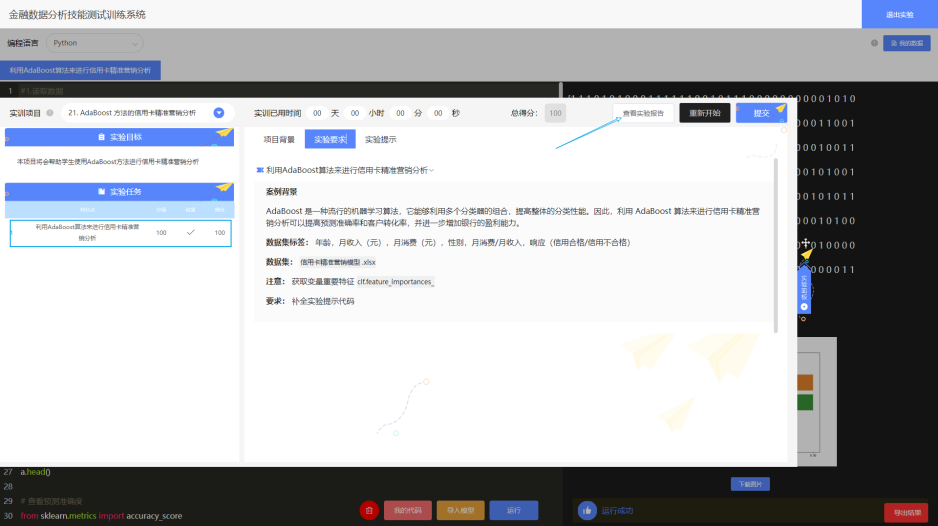 金融数据分析技能测试训练系统
退出实验
编程语言 Python
我的数据
利用AdaBoost算法来进行信用卡精准营销分析
1 #1.读取数据
实训项目 21. AdaBoost 方法的信用卡精准营销分析
实训已用时间 00 天 00 小时 00 分 00 秒
总得分: 100
查看实验报告
重新开始
提交
实验目标
本项目将会帮助学生使用AdaBoost方法进行信用卡精准营销分析
实验任务
1 利用AdaBoost算法来进行信用卡精准营销分析 100 100
项目背景 实验要求 实验提示
利用AdaBoost算法来进行信用卡精准营销分析
案例背景
AdaBoost 是一种流行的机器学习算法，它能够利用多个分类器的组合，提高整体的分类性能。因此，利用 AdaBoost 算法来进行信用卡精准营
销分析可以提高预测准确率和客户转化率，并进一步增加银行的盈利能力。
数据集标签： 年龄，月收入（元），月消费（元），性别，月消费/月收入，响应（信用合格/信用不合格）
数据集： 信用卡精准营销模型.xlsx
注意： 获取变量重要特征 clf.feature_importances_
要求： 补全实验提示代码
实验面板
27 a.head()
28
29 # 查看预测准确度
30 from sklearn.metrics import accuracy_score
我的代码
导入模型
运行
下载图片
运行成功
导出结果